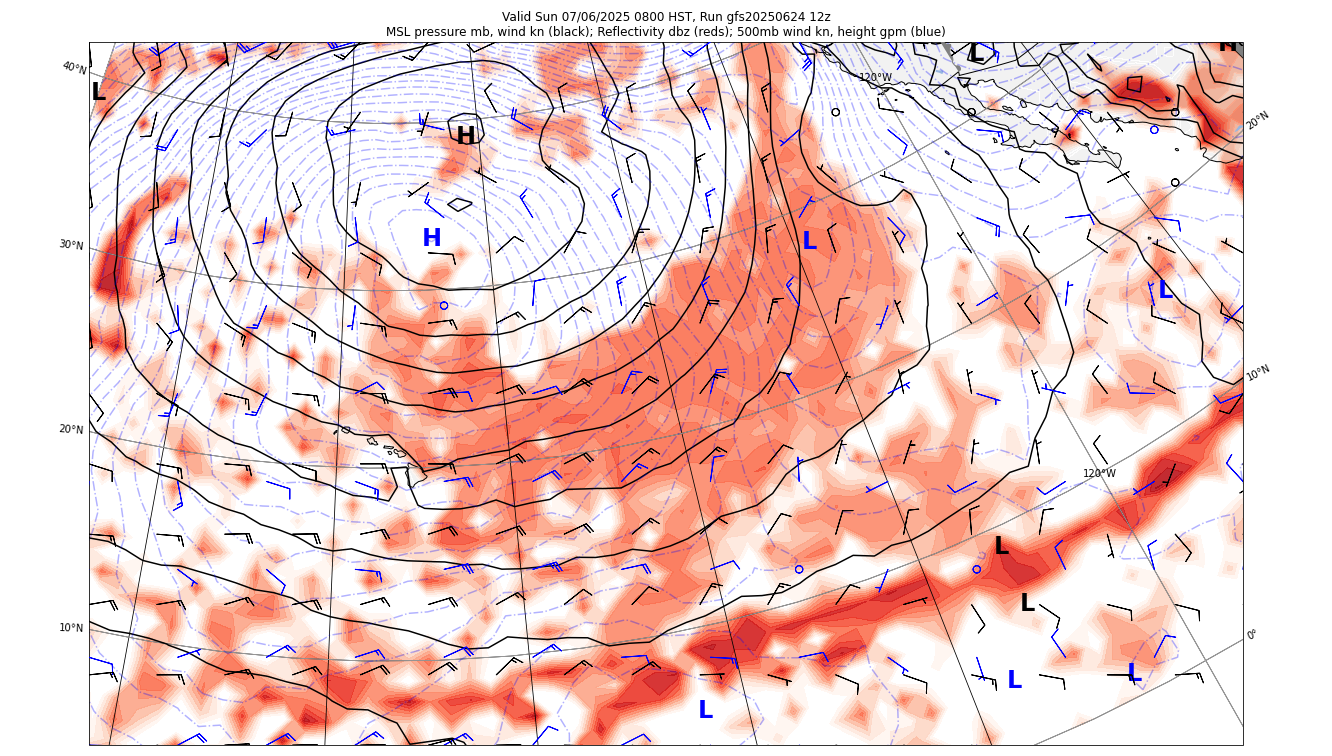 Valid Sun 07/06/2025 0800 HST, Run gfs20250624 12z
MSL pressure mb, wind kn (black); Reflectivity dbz (reds); 500mb wind kn, height gpm (blue)
H
L
40°N
120°W
L
20°N
H
30°N
H
L
L
10°N
20°N
120°W
L
L
10°N
0°
L
L
L